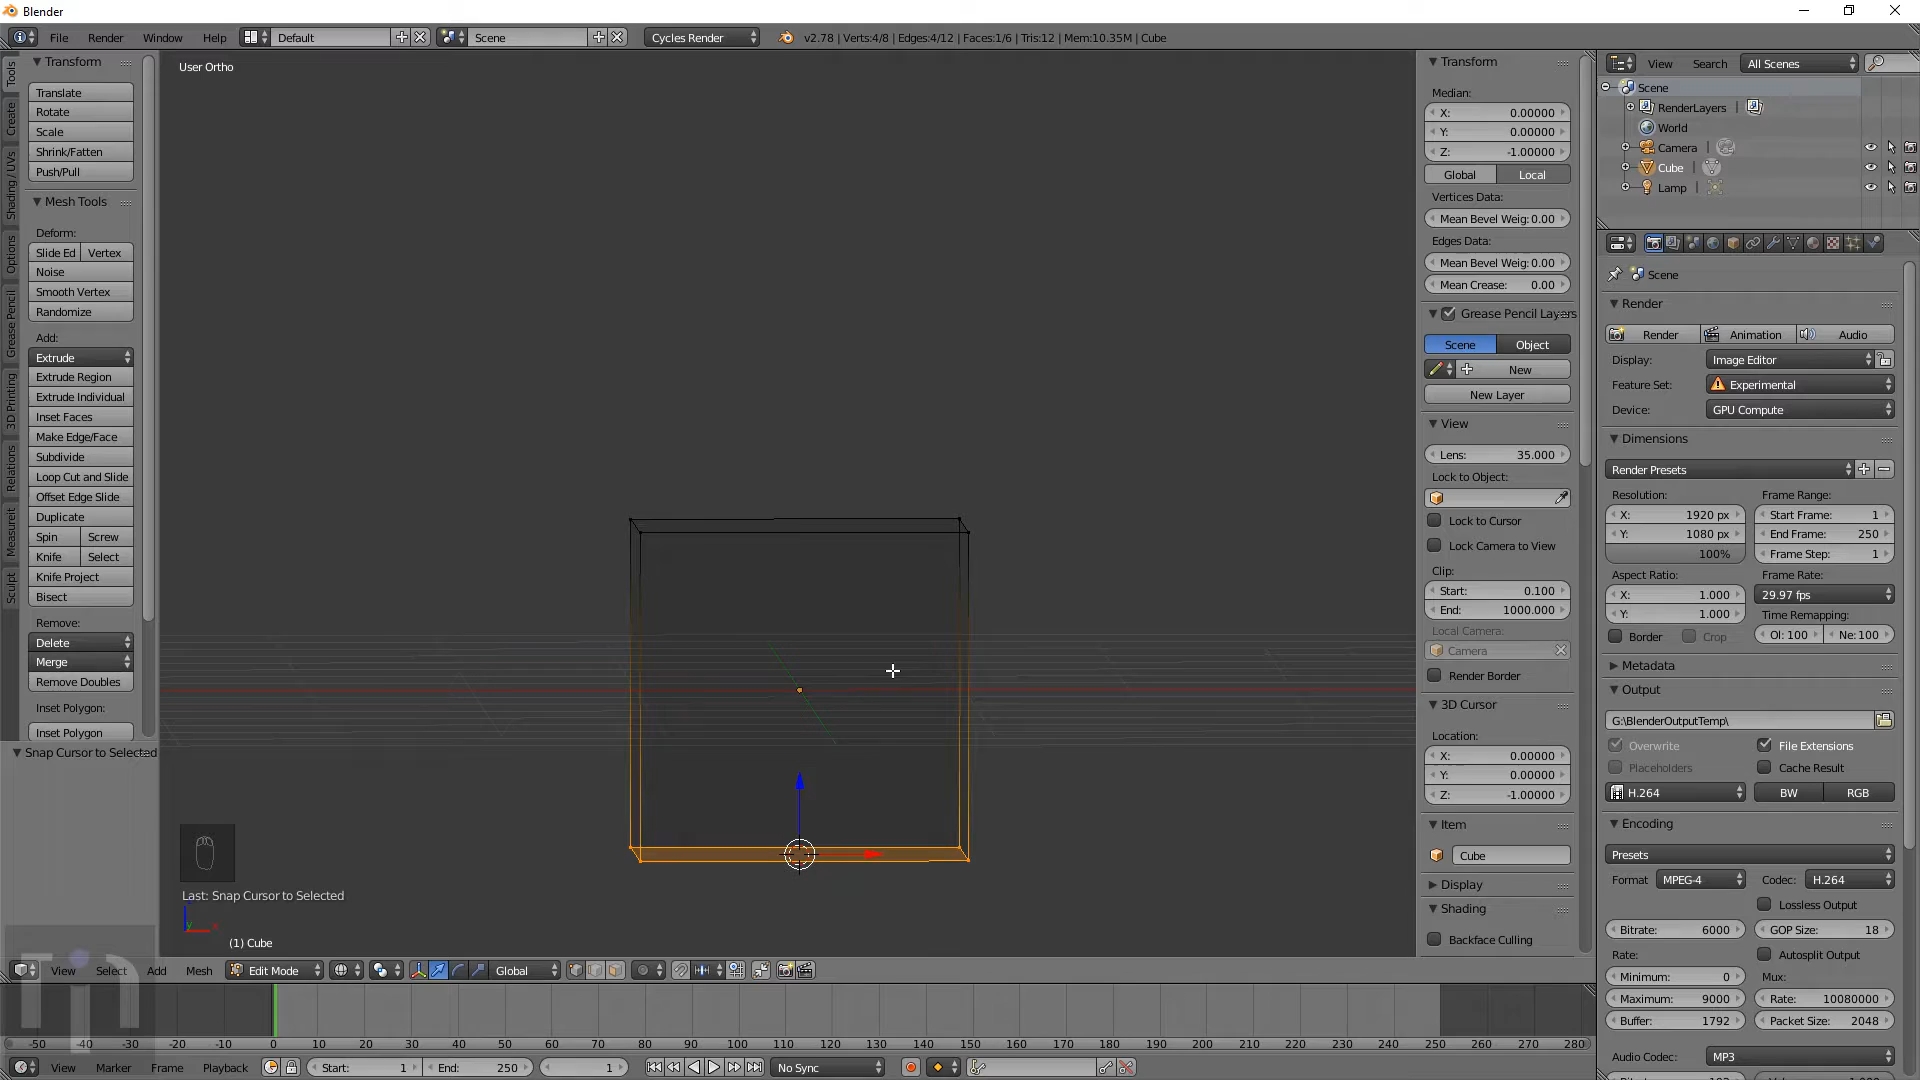 Blender
File Render Window Help Default Scene Cycles Render v2.78 | Verts:4/8 | Edges:4/12 | Faces:1/6 | Tris:12 | Mem:10.35M | Cube
Tools
Create
Shading / UVs
Options
Grease Pencil
3D Printing
Relations
Measureit
Sculpt
Transform
Translate
Rotate
Scale
Shrink/Fatten
Push/Pull
Mesh Tools
Deform:
Slide Ed Vertex
Noise
Smooth Vertex
Randomize
Add:
Extrude
Extrude Region
Extrude Individual
Inset Faces
Make Edge/Face
Subdivide
Loop Cut and Slide
Offset Edge Slide
Duplicate
Spin Screw
Knife Select
Knife Project
Bisect
Remove:
Delete
Merge
Remove Doubles
Inset Polygon:
Inset Polygon
Snap Cursor to Selected
User Ortho
Last: Snap Cursor to Selected
(1) Cube
Transform
Median:
X: 0.00000
Y: 0.00000
Z: -1.00000
Global Local
Vertices Data:
Mean Bevel Weig: 0.00
Edges Data:
Mean Bevel Weig: 0.00
Mean Crease: 0.00
Grease Pencil Layers
Scene Object
New
New Layer
View
Lens: 35.000
Lock to Object:
Lock to Cursor
Lock Camera to View
Clip:
Start: 0.100
End: 1000.000
Local Camera:
Camera
Render Border
3D Cursor
Location:
X: 0.00000
Y: 0.00000
Z: -1.00000
Item
Cube
Display
Shading
Backface Culling
View Search All Scenes
Scene
RenderLayers |
World
Camera |
Cube |
Lamp |
Scene
Render
Render Animation Audio
Display: Image Editor
Feature Set: Experimental
Device: GPU Compute
Dimensions
Render Presets
Resolution: Frame Range:
X: 1920 px Start Frame: 1
Y: 1080 px End Frame: 250
100% Frame Step: 1
Aspect Ratio: Frame Rate:
X: 1.000 29.97 fps
Y: 1.000 Time Remapping:
Border Crop Ol: 100 Ne: 100
Metadata
Output
G:\BlenderOutputTemp\
Overwrite File Extensions
Placeholders Cache Result
H.264 BW RGB
Encoding
Presets
Format MPEG-4 Codec: H.264
Lossless Output
Bitrate: 6000 GOP Size: 18
Rate: Autosplit Output
Minimum: 0 Mux:
Maximum: 9000 Rate: 10080000
Buffer: 1792 Packet Size: 2048
Audio Codec: MP3
View Select Add Mesh Edit Mode Global
-50 -40 -30 -20 -10 0 10 20 30 40 50 60 70 80 90 100 110 120 130 140 150 160 170 180 190 200 210 220 230 240 250 260 270 280
View Marker Frame Playback Start: 1 End: 250 1 No Sync